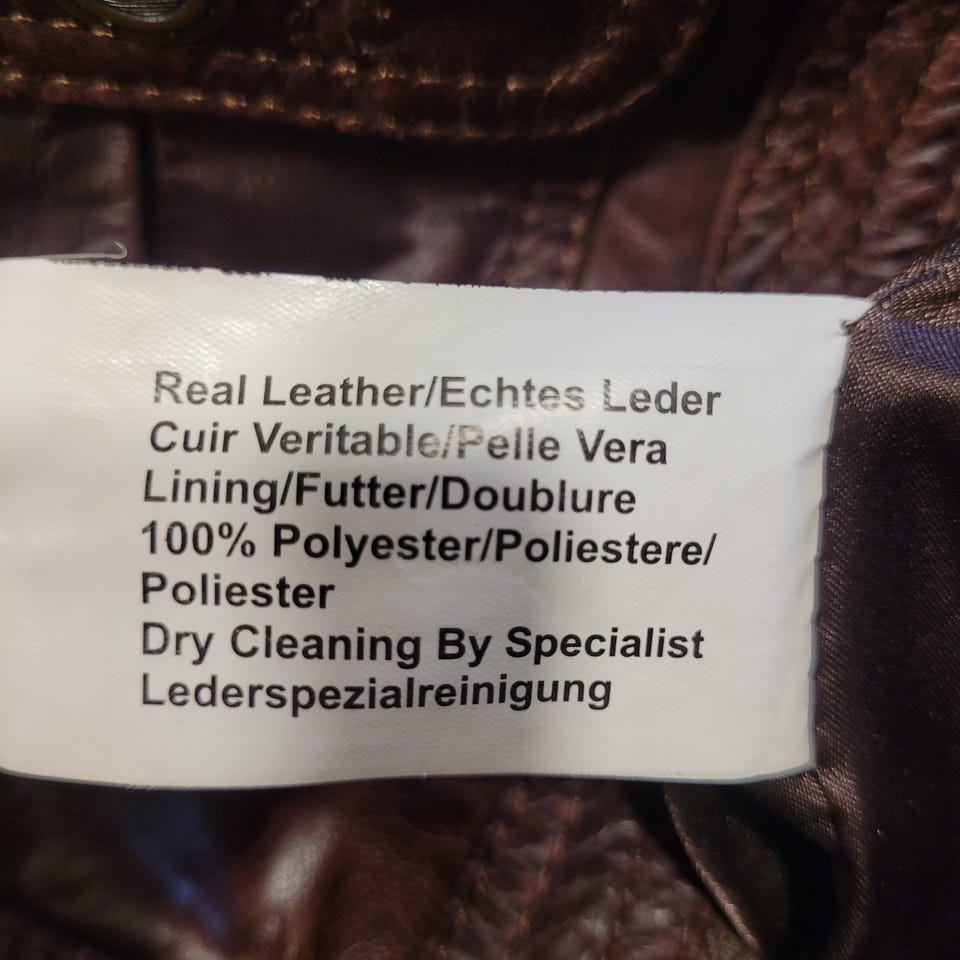 Real Leather/Echtes Leder
Cuir Veritable/Pelle Vera
Lining/Futter/Doublure
100% Polyester/Poliestere/
Poliester
Dry Cleaning By Specialist
Lederspezialreinigung